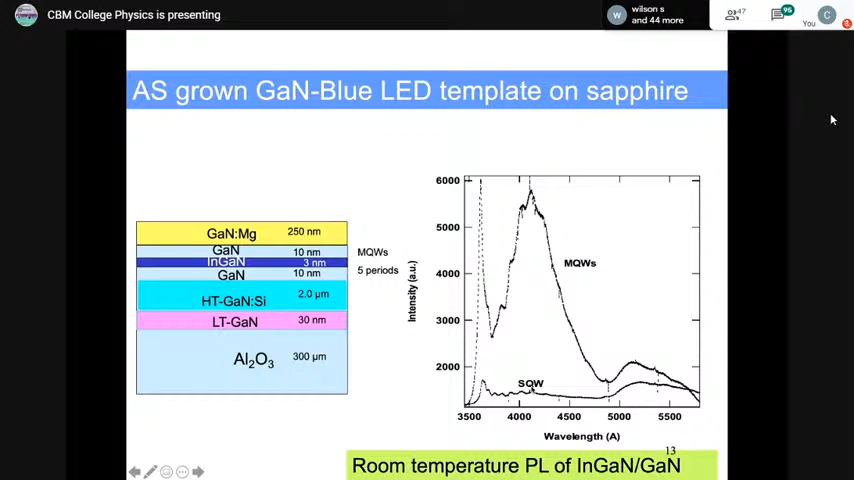 CBM College Physics is presenting
W
wilson s
and 44 more
47
96
You
C
AS grown GaN-Blue LED template on sapphire
GaN:Mg 250 nm
GaN 10 nm
InGaN 3 nm
GaN 10 nm
HT-GaN:Si 2.0 µm
LT-GaN 30 nm
Al₂O₃ 300 µm
MQWs
5 periods
6000
5000
4000
3000
2000
Intensity (a.u.)
MQWs
SQW
3500 4000 4500 5000 5500
Wavelength (A)
13
Room temperature PL of InGaN/GaN